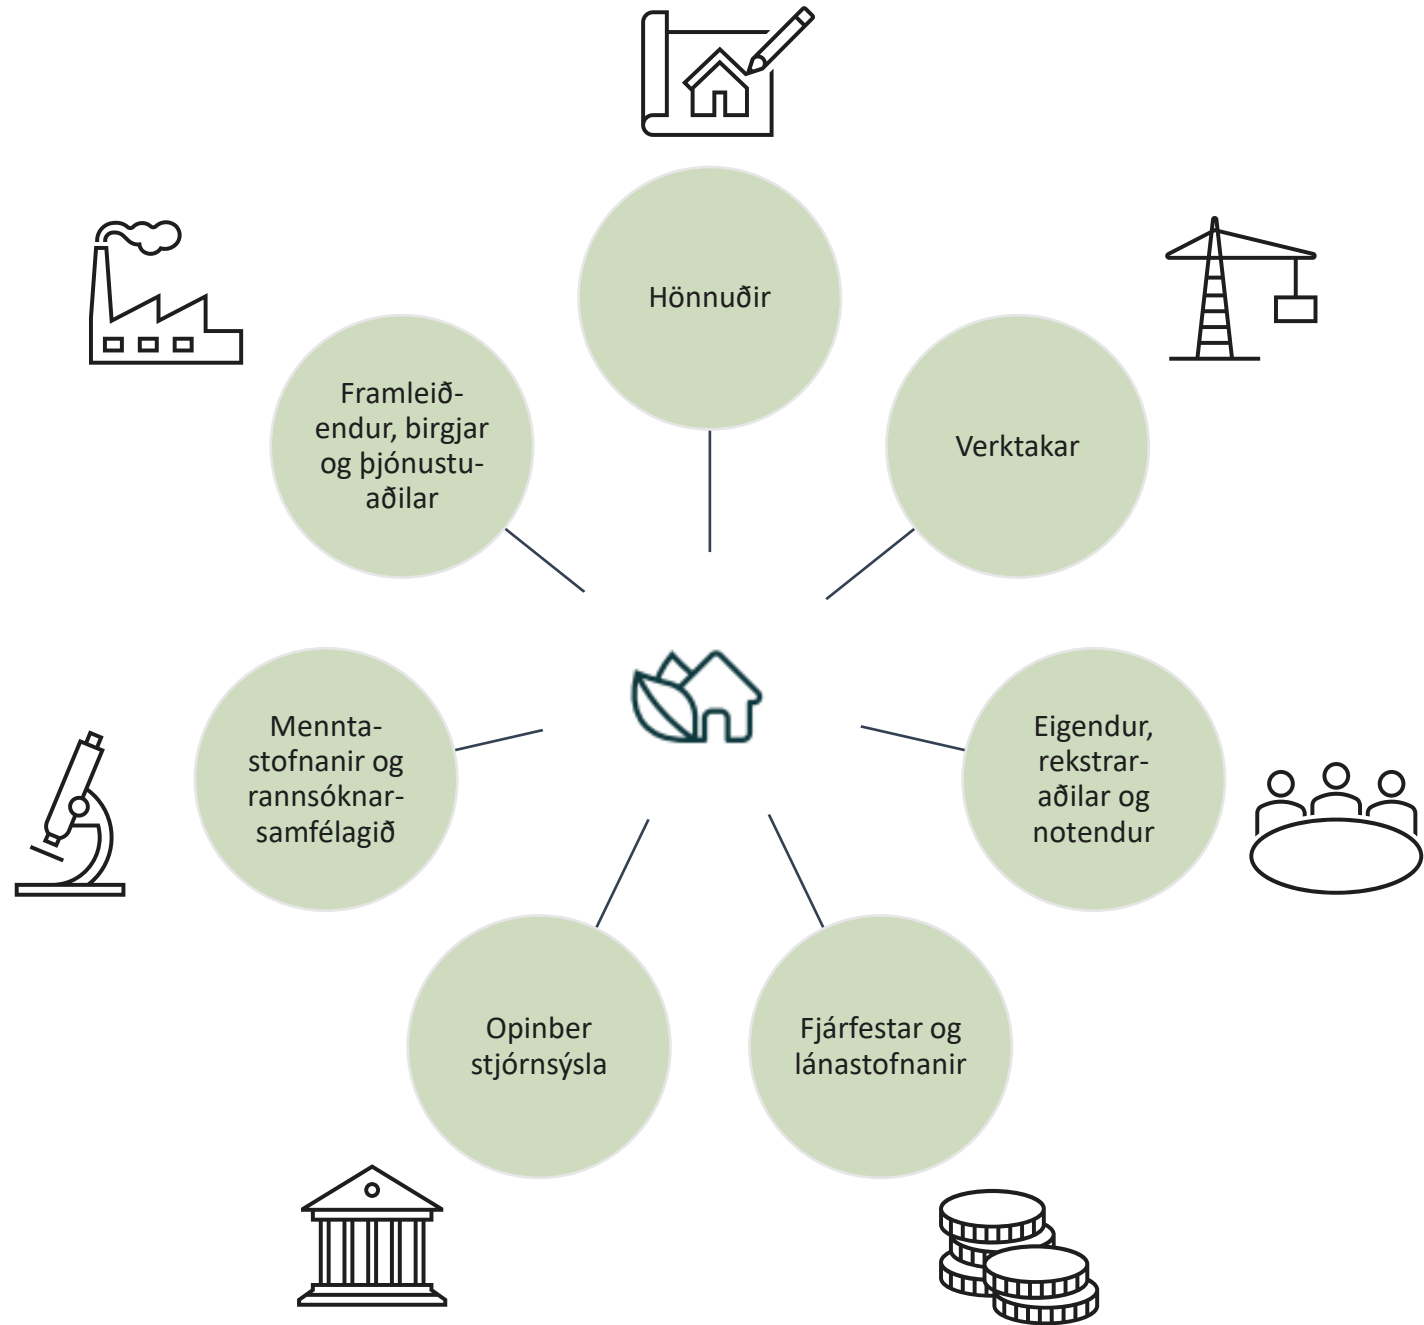 Hönnuðir
Verktakar
Eigendur,
rekstrar-
aðilar og
notendur
Fjárfestar og
lánastofnanir
Opinber
stjórnsýsla
Mennta-
stofnanir og
rannsóknar-
samfélagið
Framleið-
endur, birgjar
og þjónustu-
aðilar